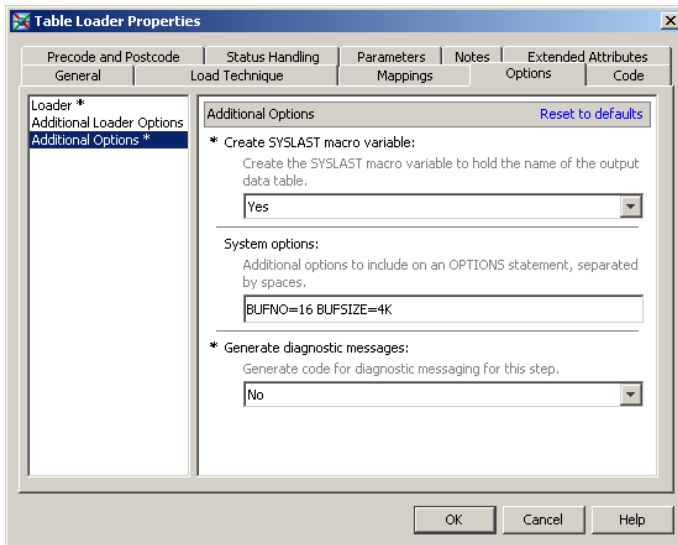 Table Loader Properties
Precode and Postcode Status Handling Parameters Notes Extended Attributes
General Load Technique Mappings Options Code
Loader *
Additional Loader Options
Additional Options *
Additional Options Reset to defaults
* Create SYSLAST macro variable:
Create the SYSLAST macro variable to hold the name of the output
data table.
Yes
System options:
Additional options to include on an OPTIONS statement, separated
by spaces.
BUFNO=16 BUFSIZE=4K
* Generate diagnostic messages:
Generate code for diagnostic messaging for this step.
No
OK Cancel Help